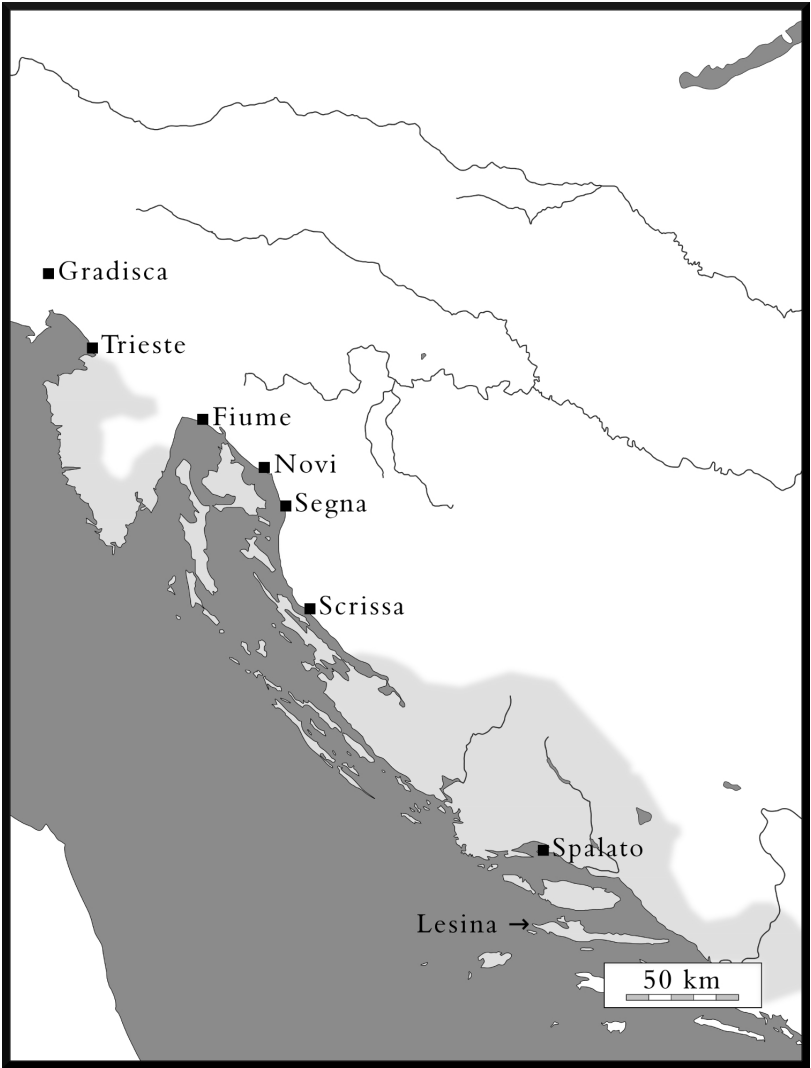 Gradisca
Trieste
Fiume
Novi
Segna
Scrissa
Spalato
Lesina →
50 km